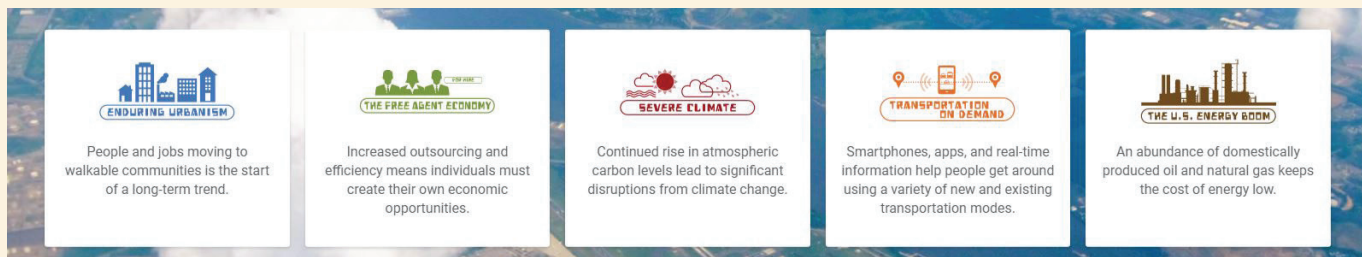 ENDURING URBANISM
People and jobs moving to
walkable communities is the start
of a long-term trend.
THE FREE AGENT ECONOMY
Increased outsourcing and
efficiency means individuals must
create their own economic
opportunities.
SEVERE CLIMATE
Continued rise in atmospheric
carbon levels lead to significant
disruptions from climate change.
TRANSPORTATION
ON DEMAND
Smartphones, apps, and real-time
information help people get around
using a variety of new and existing
transportation modes.
THE U.S. ENERGY BOOM
An abundance of domestically
produced oil and natural gas keeps
the cost of energy low.